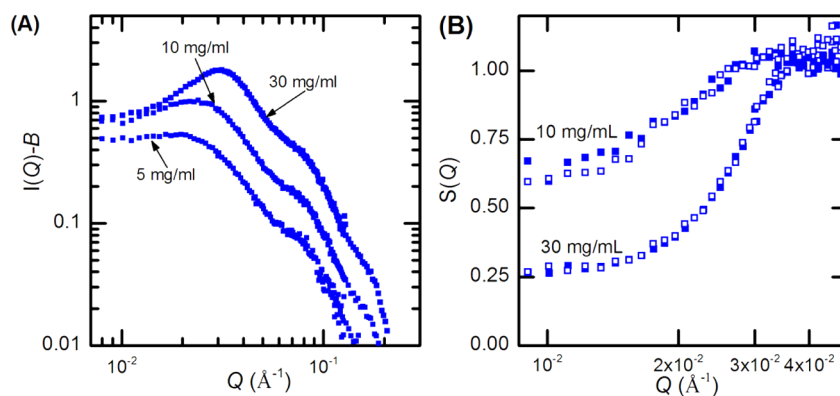 (A)
I(Q)-B
1
0.1
0.01
10 mg/ml
30 mg/ml
5 mg/ml
10⁻² 10⁻¹
Q (Å⁻¹)
(B)
S(Q)
1.00
0.75
0.50
0.25
0.00
10 mg/mL
30 mg/mL
10⁻² 2x10⁻² 3x10⁻² 4x10⁻²
Q (Å⁻¹)